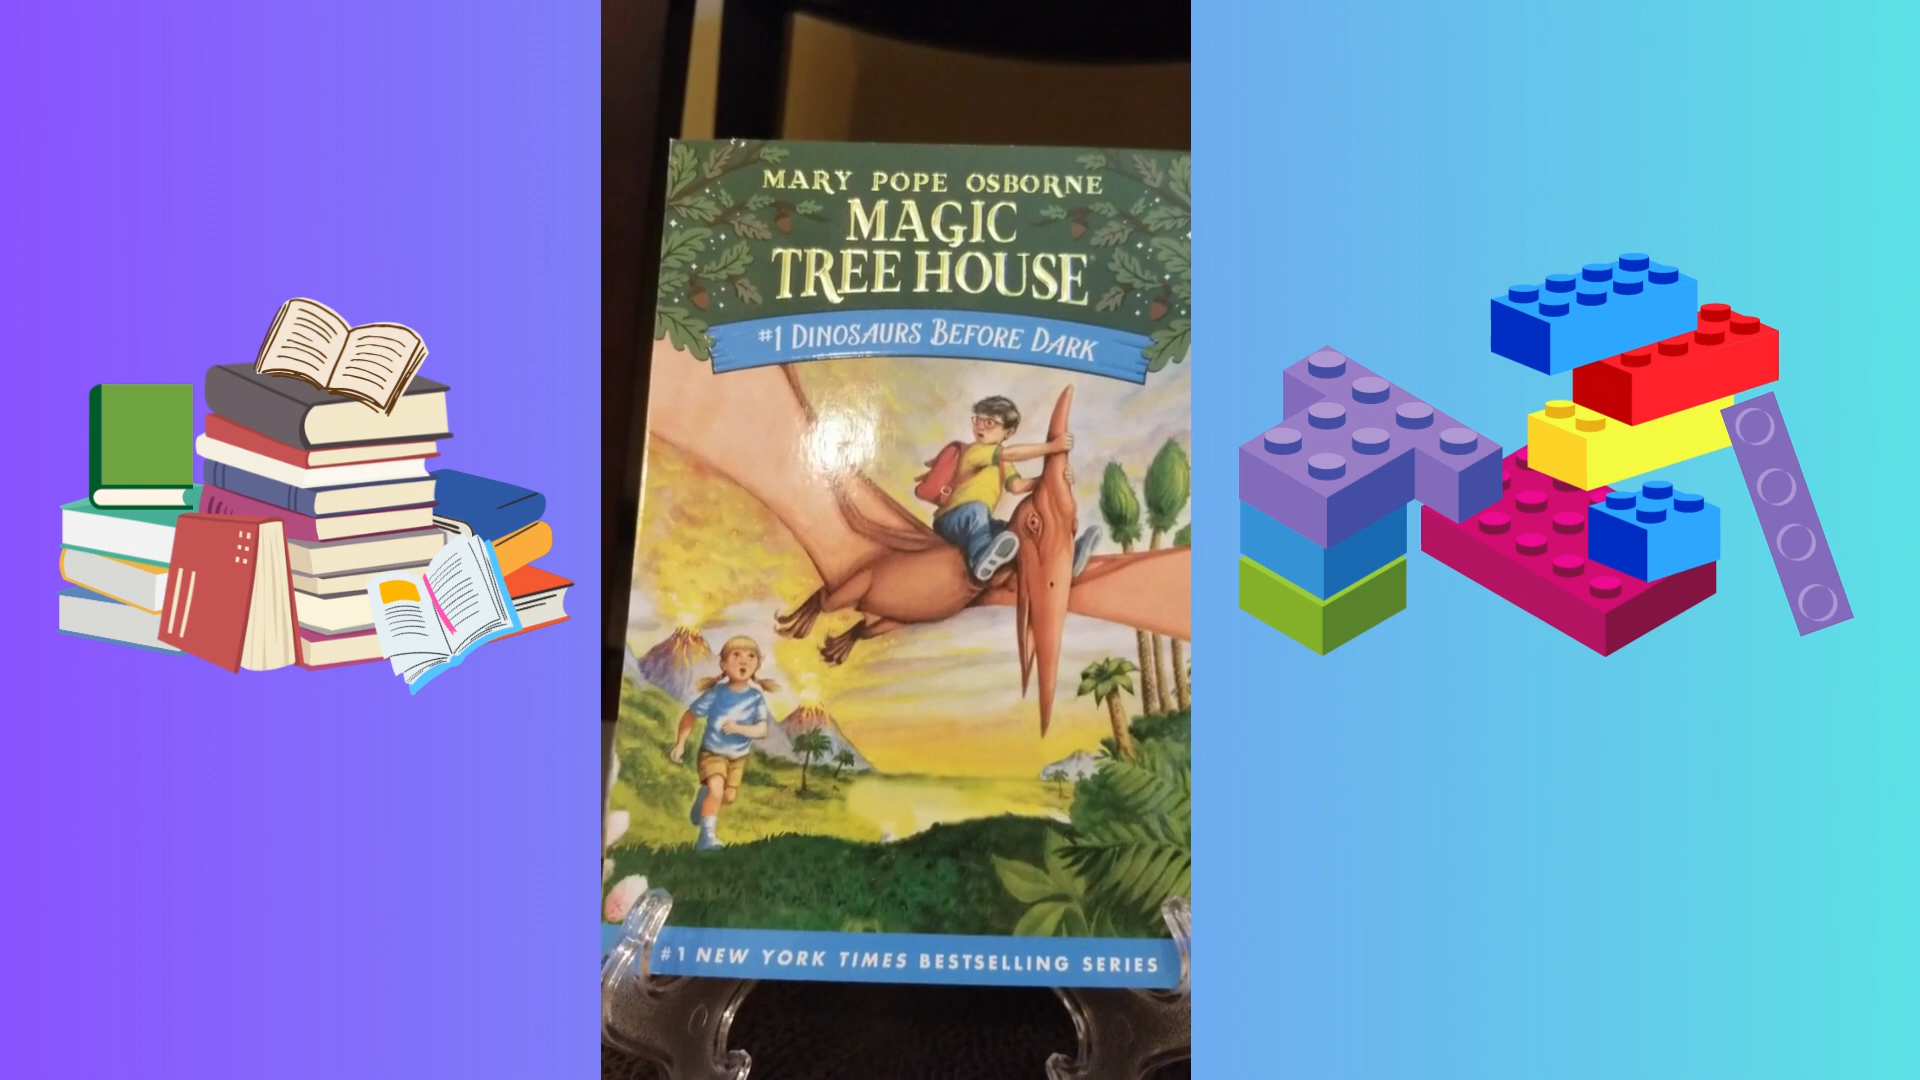 MARY POPE OSBORNE
MAGIC
TREE HOUSE
#1 DINOSAURS BEFORE DARK
#1 NEW YORK TIMES BESTSELLING SERIES